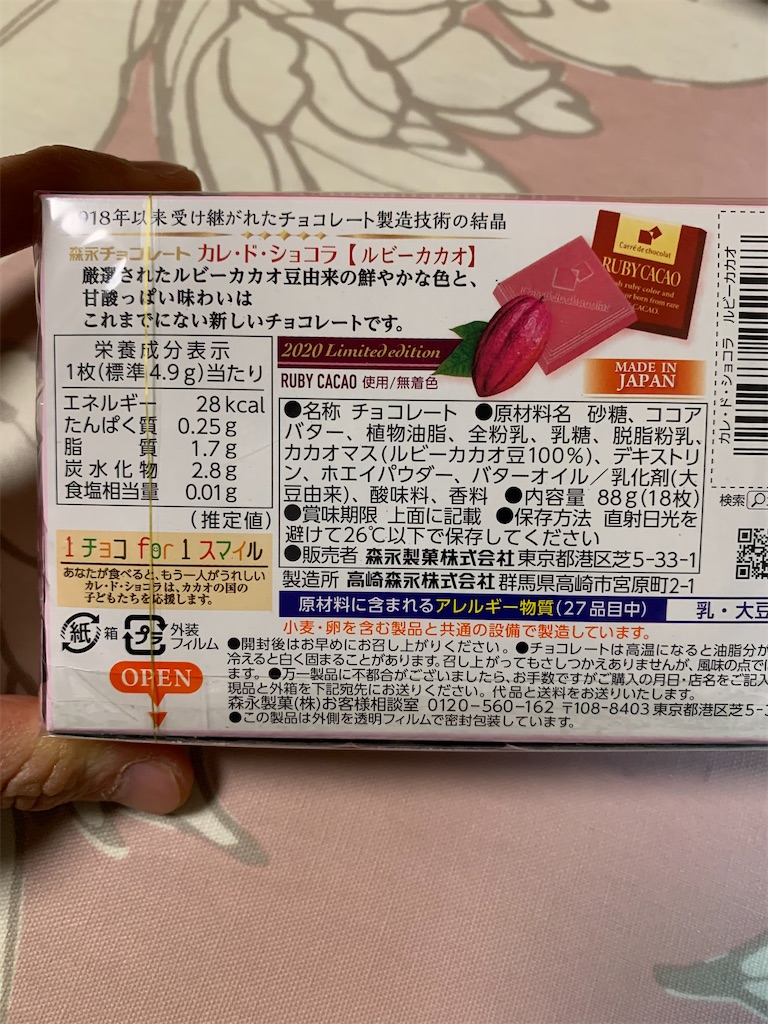 918年以来受け継がれたチョコレート製造技術の結晶
森永チョコレート カレ・ド・ショコラ【ルビーカカオ】
厳選されたルビーカカオ豆由来の鮮やかな色と、
甘酸っぱい味わいは
これまでにない新しいチョコレートです。
Carré de chocolat
RUBY CACAO
ruby color and
born from rare
CACAO.
Carré de chocolat
2020 Limited edition
RUBY CACAO 使用/無着色
MADE IN
JAPAN
カレ・ド・ショコラ ルビーカカオ
検索
栄養成分表示
1枚(標準4.9g)当たり
エネルギー 28kcal
たんぱく質 0.25g
脂質 1.7g
炭水化物 2.8g
食塩相当量 0.01g
(推定値)
●名称 チョコレート ●原材料名 砂糖、ココア
バター、植物油脂、全粉乳、乳糖、脱脂粉乳、
カカオマス(ルビーカカオ豆100%)、デキストリ
ン、ホエイパウダー、バターオイル/乳化剤(大
豆由来)、酸味料、香料 ●内容量 88g(18枚)
●賞味期限 上面に記載 ●保存方法 直射日光を
避けて26℃以下で保存してください
●販売者 森永製菓株式会社 東京都港区芝5-33-1
製造所 高崎森永株式会社 群馬県高崎市宮原町2-1
原材料に含まれるアレルギー物質(27品目中) 乳・大豆
小麦・卵を含む製品と共通の設備で製造しています。
1チョコ for 1スマイル
あなたが食べると、もう一人がうれしい
カレ・ド・ショコラは、カカオの国の
子どもたちを応援します。
紙 箱 プラ 外装
フィルム
OPEN
●開封後はお早めにお召し上がりください。●チョコレートは高温になると油脂分が
冷えると白く固まることがあります。召し上がってもさしつかえありませんが、風味の点では
ます。●万一製品に不都合がございましたら、お手数ですがご購入の月日・店名をご記入
現品と外箱を下記宛先にお送りください。代品と送料をお送りいたします。
森永製菓(株)お客様相談室 0120-560-162 〒108-8403 東京都港区芝5-
●この製品は外側を透明フィルムで密封包装しています。